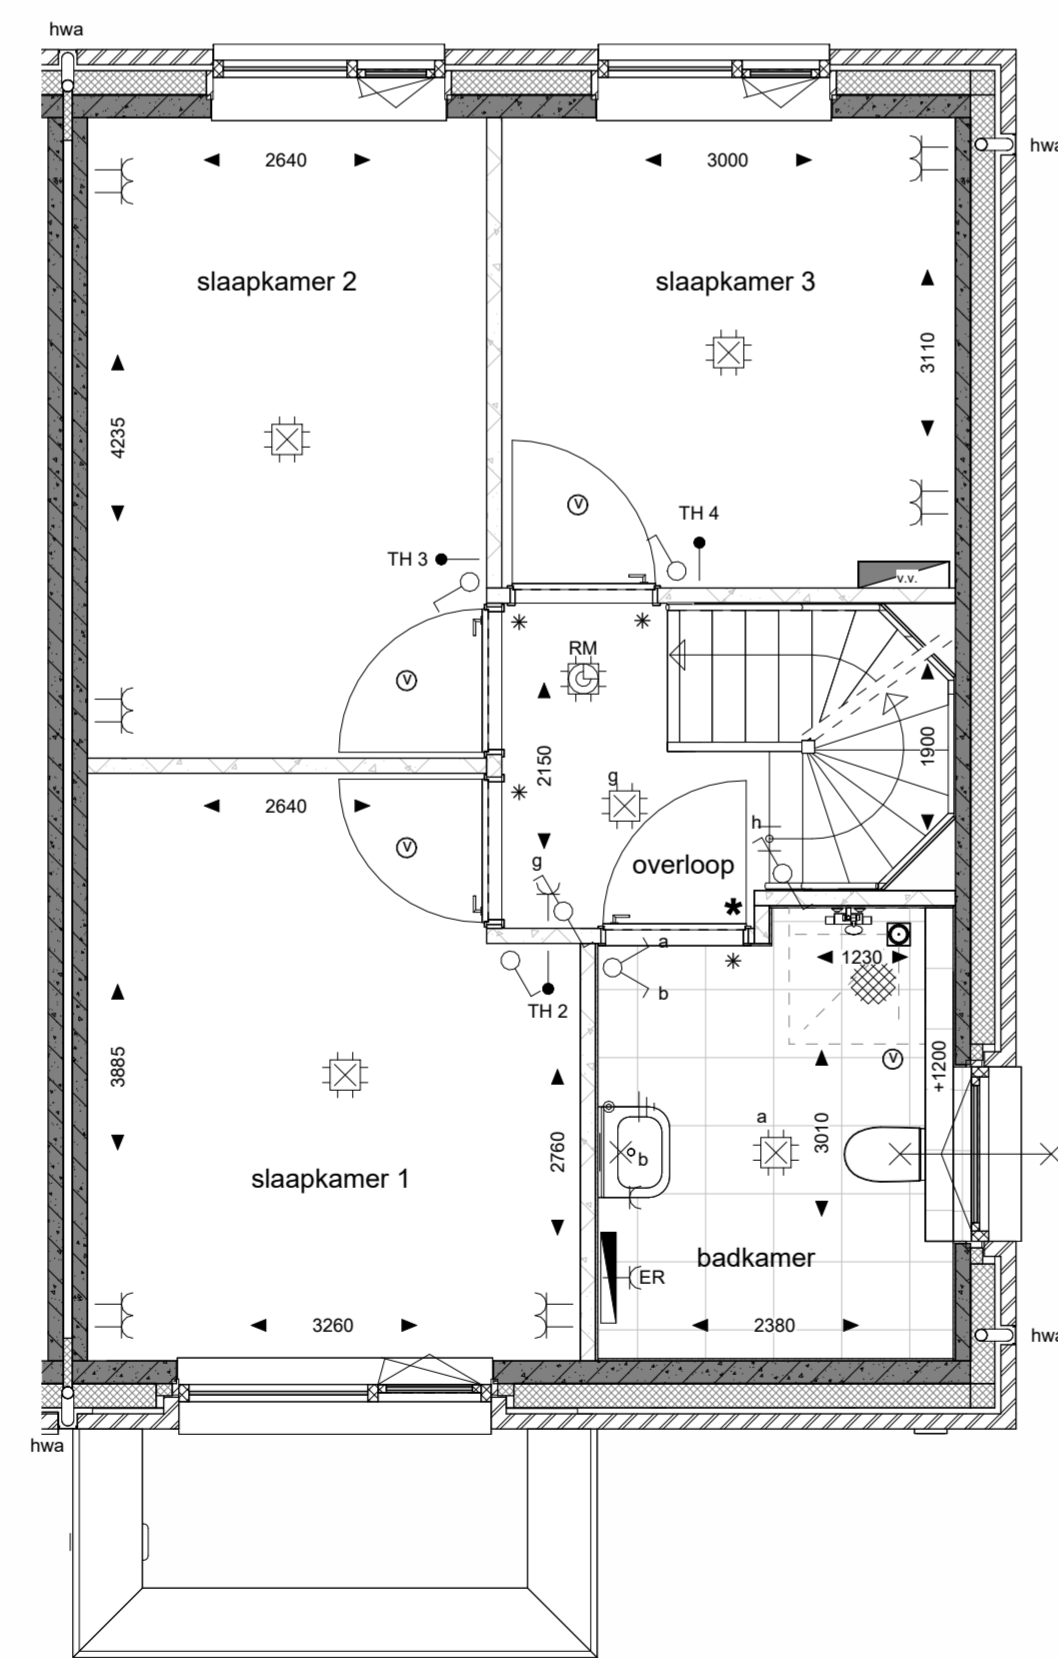 hwa
hwa
2640
3000
slaapkamer 2
slaapkamer 3
3110
4235
v
TH 4
TH 3
v.v.
RM
v
2150
1900
g
2640
h
v
overloop
g
*
a
b
1230
TH 2
v
+1200
3885
a
3010
2760
b
slaapkamer 1
badkamer
ER
3260
2380
hwa
hwa